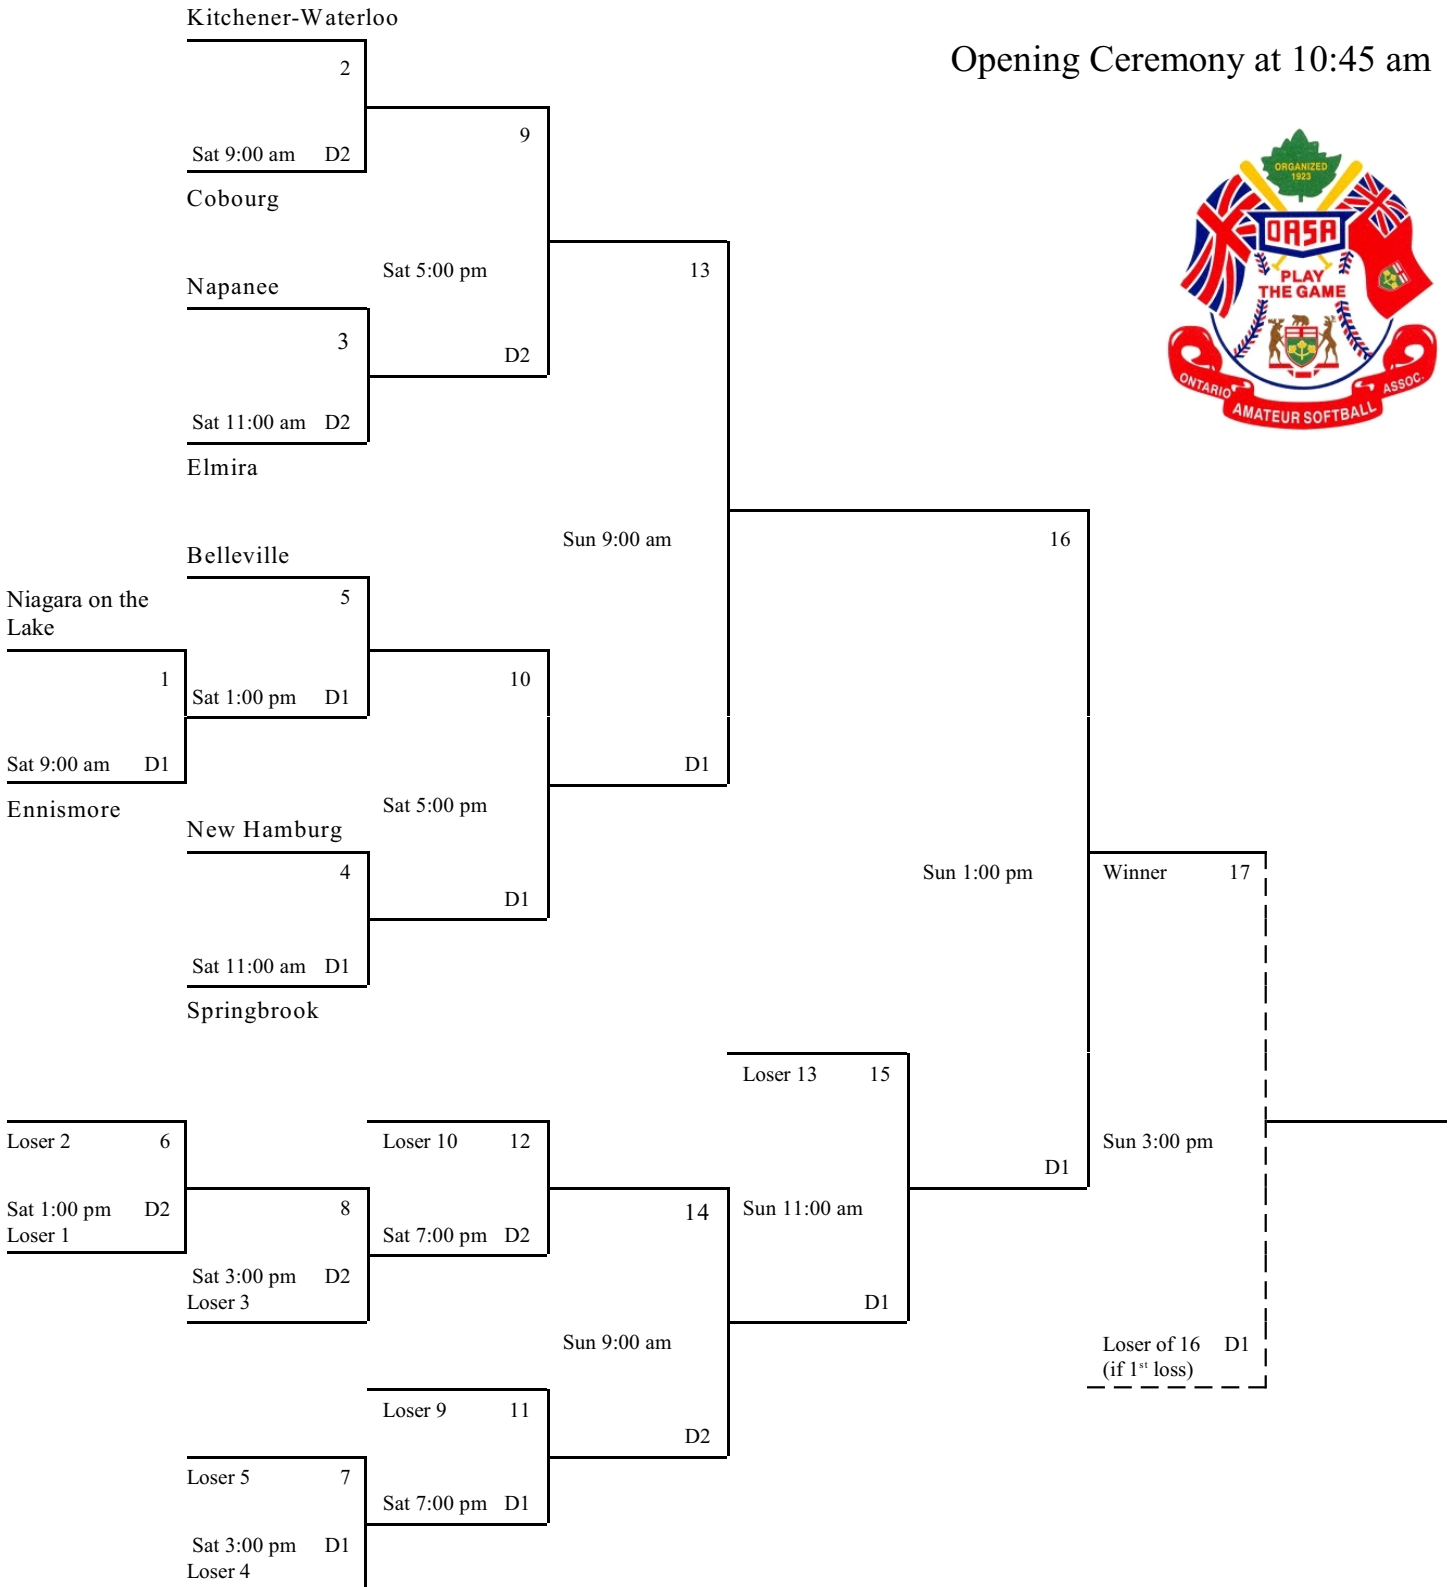 Kitchener-Waterloo
Opening Ceremony at 10:45 am
2
Sat 9:00 am D2
Cobourg
9
Sat 5:00 pm
D2
Napanee
3
Sat 11:00 am D2
Elmira
13
Sun 9:00 am
D1
ORGANIZED
1923
OASA
PLAY
THE GAME
ONTARIO
AMATEUR SOFTBALL
ASSOC.
Belleville
5
Sat 1:00 pm D1
Niagara on the
Lake
1
Sat 9:00 am D1
Ennismore
10
Sat 5:00 pm
D1
New Hamburg
4
Sat 11:00 am D1
Springbrook
16
Sun 1:00 pm
D1
Winner 17
Sun 3:00 pm
Loser of 16 D1
(if 1st loss)
Loser 13 15
Sun 11:00 am
D1
Loser 2 6
Sat 1:00 pm D2
Loser 1
8
Sat 3:00 pm D2
Loser 3
Loser 10 12
Sat 7:00 pm D2
14
Sun 9:00 am
D2
Loser 9 11
Sat 7:00 pm D1
Loser 5 7
Sat 3:00 pm D1
Loser 4